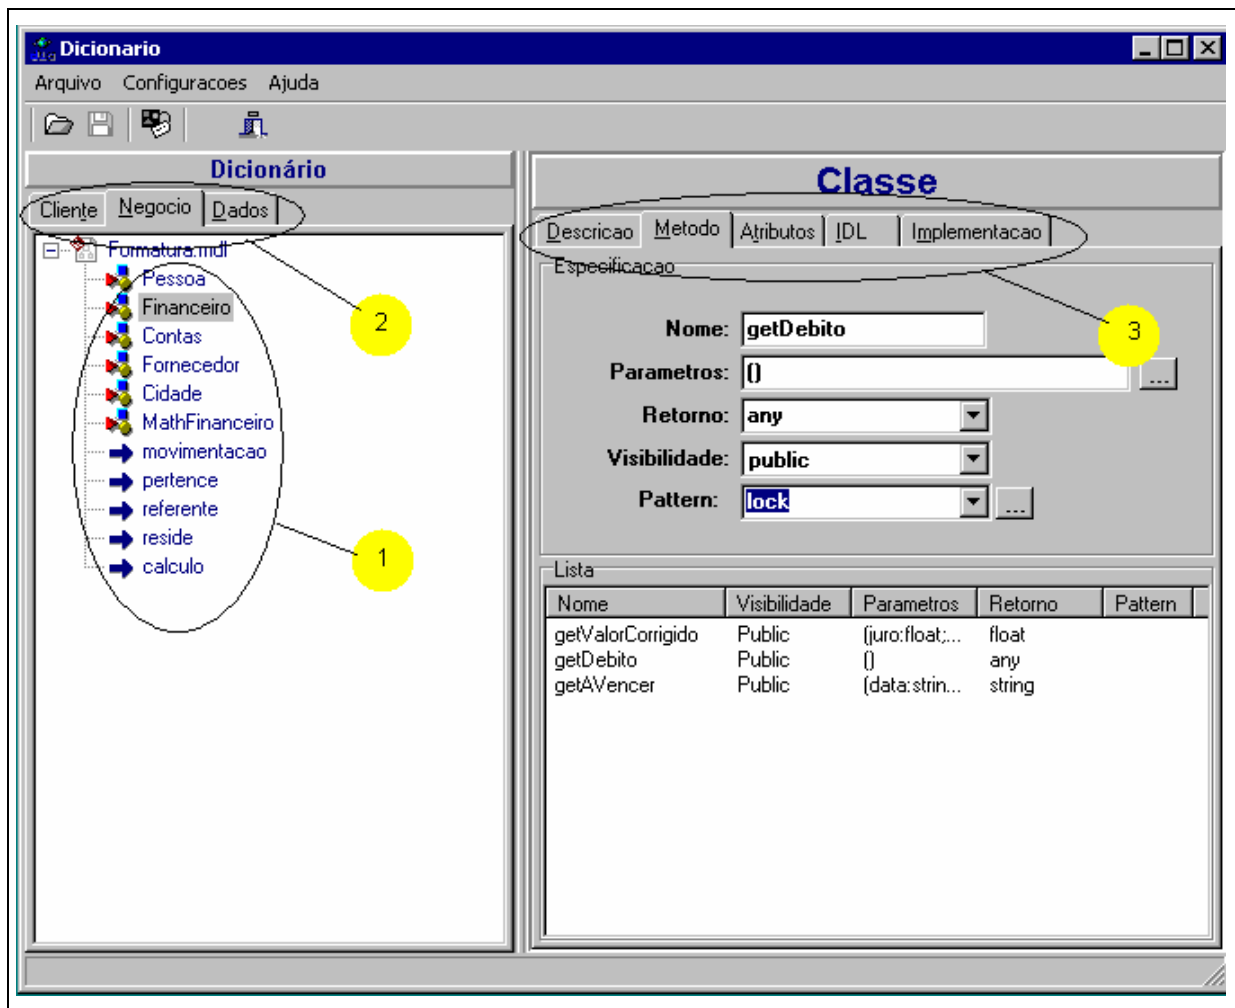 Dicionario
Arquivo Configuracoes Ajuda
Dicionário
Cliente Negocio Dados
Formatura.mdl
Pessoa
Financeiro
Contas
Fornecedor
Cidade
MathFinanceiro
movimentacao
pertence
referente
reside
calculo
2
1
Classe
Descricao Metodo Atributos IDL Implementacao
Especificacao
3
Nome: getDebito
Parametros: () ...
Retorno: any
Visibilidade: public
Pattern: lock ...
Lista
Nome Visibilidade Parametros Retorno Pattern
getValorCorrigido Public (juro:float;... float
getDebito Public () any
getAVencer Public (data:strin... string